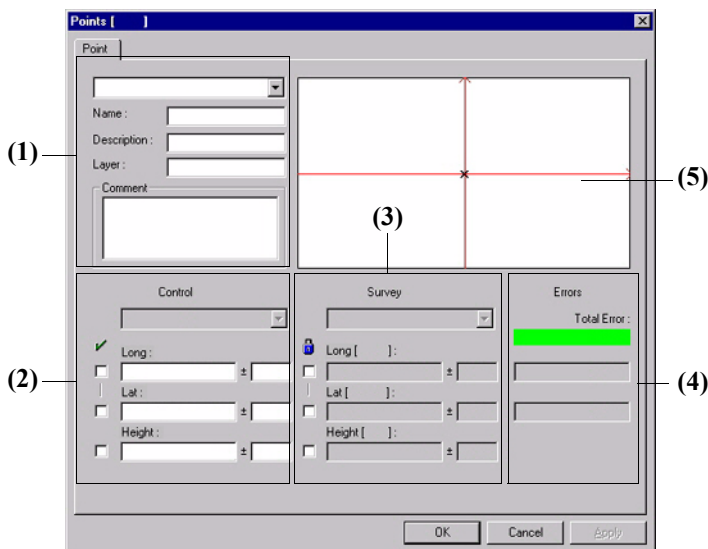 Points [ ]
Point
Name :
Description :
Layer :
Comment
(1)
(5)
(3)
Control
Survey
Errors
Total Error :
Long :
±
Long [ ] :
±
(2)
Lat :
±
Lat [ ] :
±
(4)
Height :
±
Height [ ] :
±
OK
Cancel
Apply